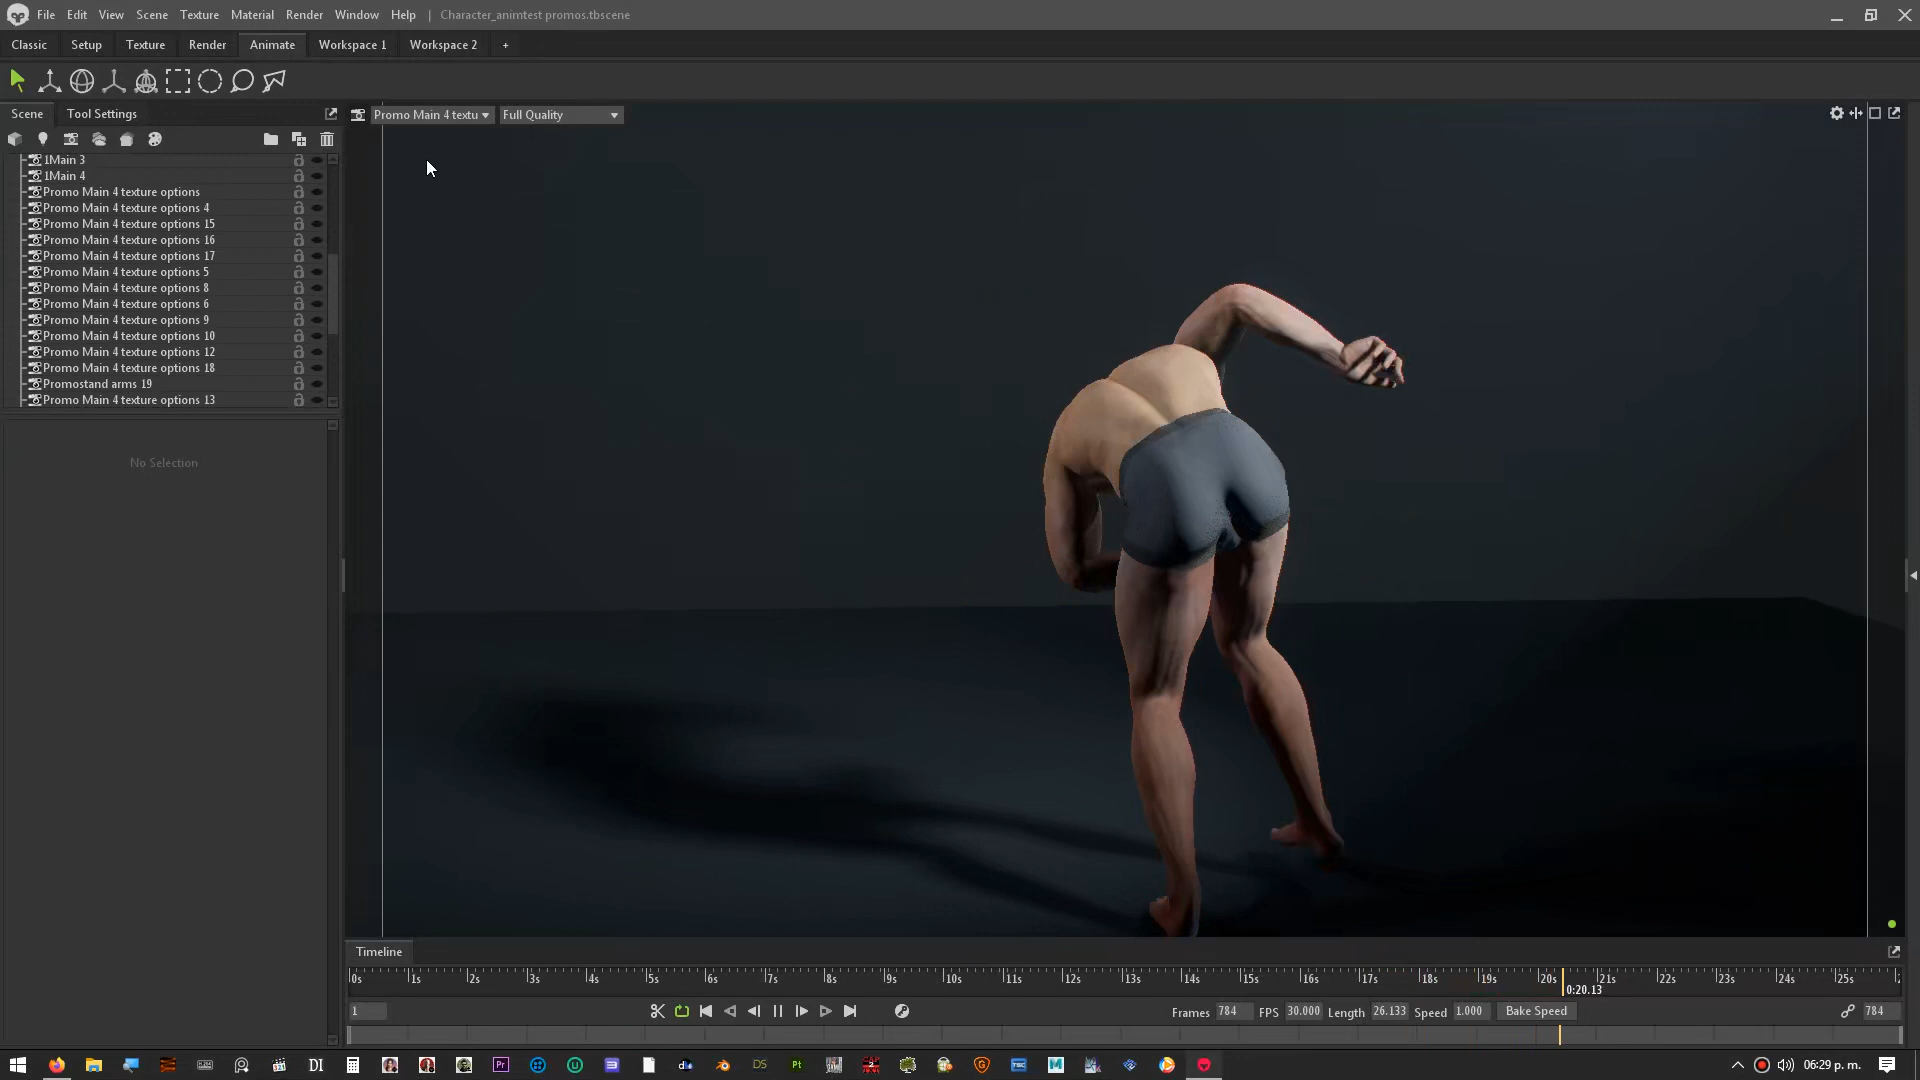 File Edit View Scene Texture Material Render Window Help | Character_animtest promos.tbscene
Classic Setup Texture Render Animate Workspace 1 Workspace 2 +
Scene Tool Settings
Promo Main 4 textu Full Quality
1Main 3
1Main 4
Promo Main 4 texture options
Promo Main 4 texture options 4
Promo Main 4 texture options 15
Promo Main 4 texture options 16
Promo Main 4 texture options 17
Promo Main 4 texture options 5
Promo Main 4 texture options 8
Promo Main 4 texture options 6
Promo Main 4 texture options 9
Promo Main 4 texture options 10
Promo Main 4 texture options 12
Promo Main 4 texture options 18
Promostand arms 19
Promo Main 4 texture options 13
No Selection
Timeline
0s 1s 2s 3s 4s 5s 6s 7s 8s 9s 10s 11s 12s 13s 14s 15s 16s 17s 18s 19s 20s 21s 22s 23s 24s 25s
0:20.13
1 Frames 784 FPS 30.000 Length 26.133 Speed 1.000 Bake Speed 784
DI Pr DS Pt M 06:29 p. m.